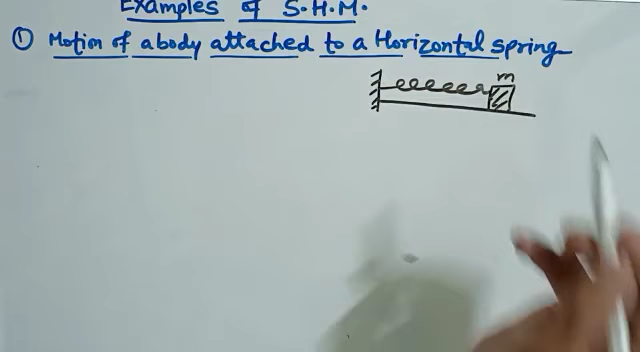 Examples of S.H.M.
① Motion of a body attached to a Horizontal spring
m